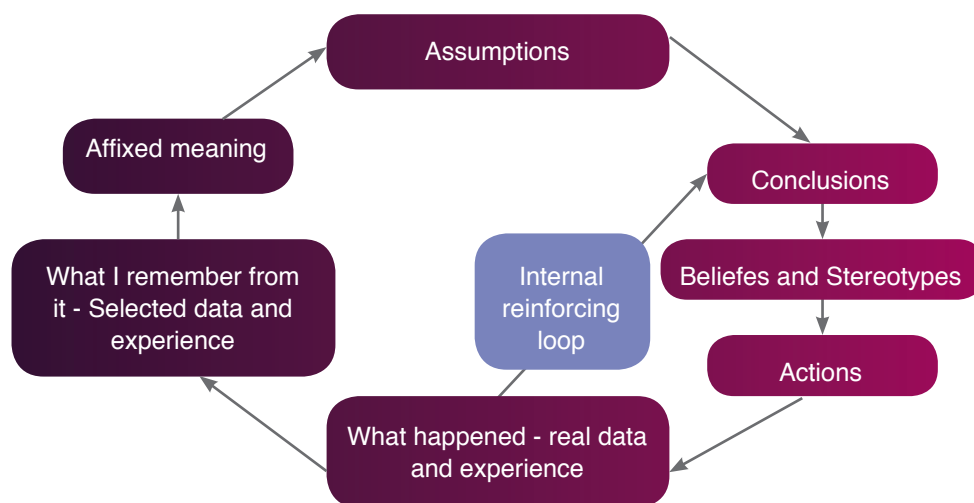 Assumptions
Affixed meaning
Conclusions
What I remember from
it - Selected data and
experience
Internal
reinforcing
loop
Beliefes and Stereotypes
Actions
What happened - real data
and experience